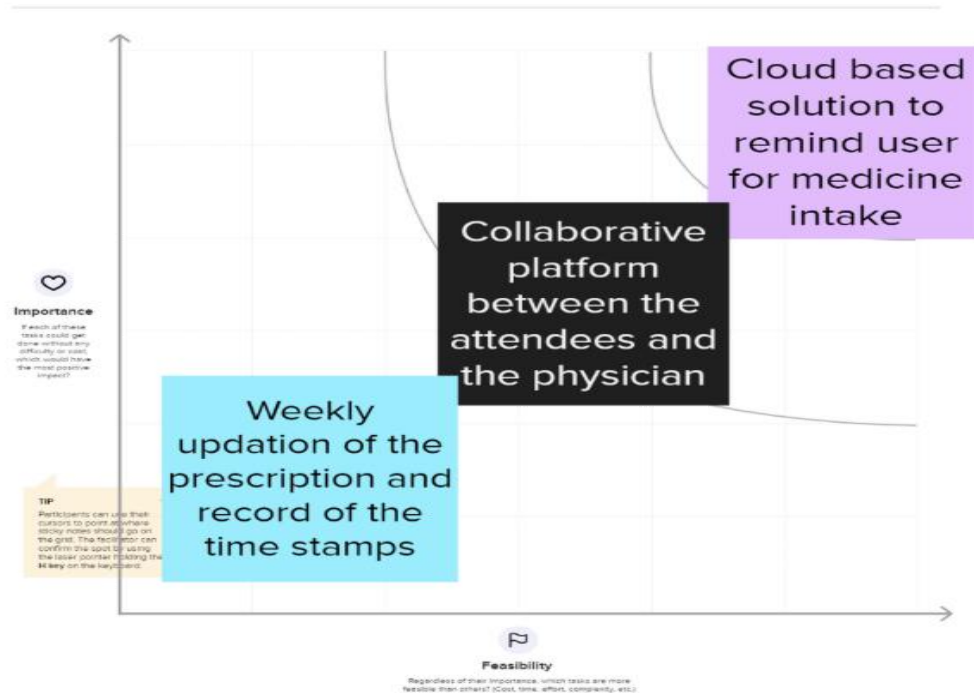 Cloud based
solution to
remind user
for medicine
intake
Collaborative
platform
between the
attendees and
the physician
Importance
If each of these
tasks could get
done without any
difficulty or cost,
which would have
the most positive
impact?
Weekly
updation of the
prescription and
record of the
time stamps
TIP
Participants can use their
cursors to point at where
sticky notes should go on
the grid. The facilitator can
confirm the spot by using
the laser pointer holding the
H key on the keyboard.
Feasibility
Regardless of their importance, which tasks are more
feasible than others? (Cost, time, effort, complexity, etc.)